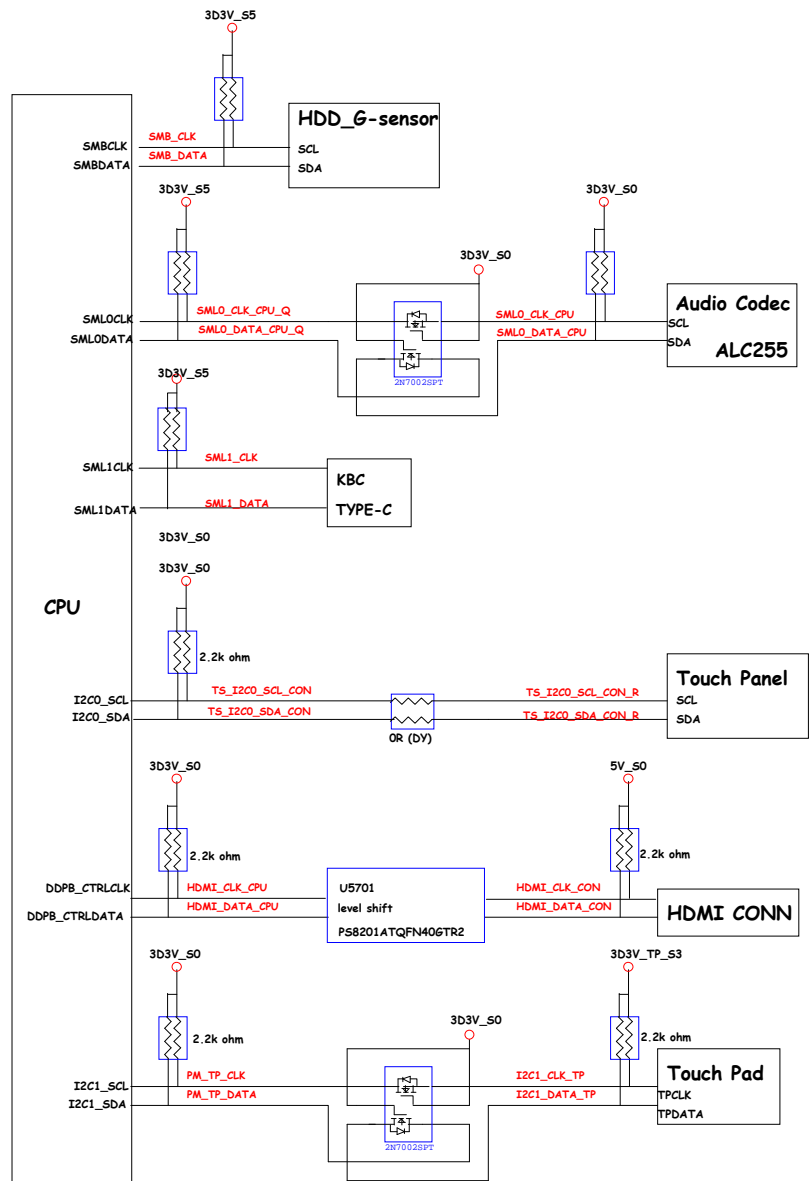 3D3V_S5
HDD_G-sensor
SMBCLK
SMB_CLK
SCL
SMBDATA
SMB_DATA
SDA
3D3V_S5
3D3V_S0
3D3V_S0
Audio Codec
SML0CLK
SML0_CLK_CPU_Q
SML0_CLK_CPU
SCL
SML0DATA
SML0_DATA_CPU_Q
SML0_DATA_CPU
SDA
ALC255
2N7002SPT
3D3V_S5
SML1CLK
SML1_CLK
KBC
SML1DATA
SML1_DATA
TYPE-C
3D3V_S0
3D3V_S0
CPU
2.2k ohm
Touch Panel
I2C0_SCL
TS_I2C0_SCL_CON
TS_I2C0_SCL_CON_R
SCL
I2C0_SDA
TS_I2C0_SDA_CON
TS_I2C0_SDA_CON_R
SDA
0R (DY)
3D3V_S0
5V_S0
2.2k ohm
2.2k ohm
DDPB_CTRLCLK
HDMI_CLK_CPU
U5701
HDMI_CLK_CON
DDPB_CTRLDATA
HDMI_DATA_CPU
level shift
HDMI_DATA_CON
HDMI CONN
PS8201ATQFN40GTR2
3D3V_S0
3D3V_TP_S3
3D3V_S0
2.2k ohm
2.2k ohm
Touch Pad
I2C1_SCL
PM_TP_CLK
I2C1_CLK_TP
TPCLK
I2C1_SDA
PM_TP_DATA
I2C1_DATA_TP
TPDATA
2N7002SPT